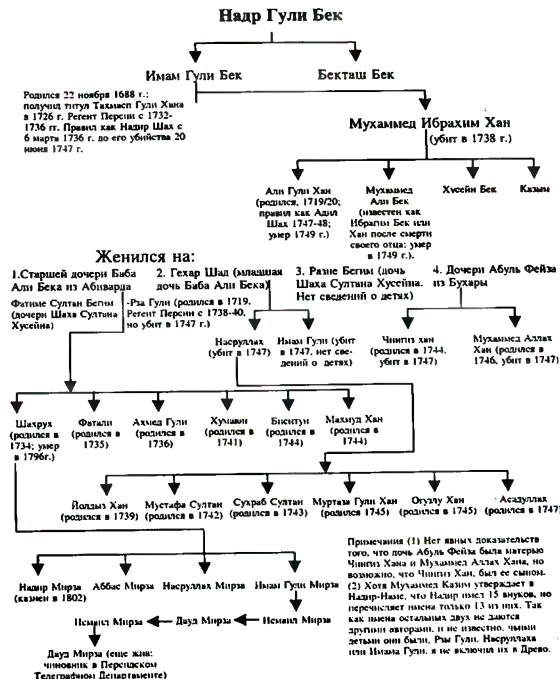 Надр Гули Бек
Имам Гули Бек
Бекташ Бек
Родился 22 ноября 1688 г.;
получил титул Тахмасп Гули Хана
в 1726 г. Регент Персии с 1732-
1736 гг. Правил как Надир Шах с
6 марта 1736 г. до его убийства 20
июня 1747 г.
Мухаммед Ибрахим Хан
(убит в 1738 г.)
Али Гули Хан
(родился, 1719/20;
правил как Адил
Шах 1747-48;
умер 1749 г.)
Мухаммед
Али Бек
(известен как
Ибрагим Бек или
Хан после смерти
своего отца; умер
в 1749 г.).
Хусейн Бек
Казым
Женился на:
1.Старшей дочери Баба
Али Бека из Абиварда
2. Гехар Шад (младшая
дочь Баба Али Бека)
3. Разие Бегим (дочь
Шаха Султана Хусейна.
Нет сведений о детях)
4. Дочери Абуль Фейза
из Бухары
Фатиме Султан Бегим
(дочери Шаха Султана
Хусейна)
-Рза Гули (родился в 1719.
Регент Персии с 1738-40.
но убит в 1747 г.)
Насруллах
(убит в 1747)
Имам Гули (убит
в 1747, нет све-
дений о детях)
Чингиз хан
(родился в 1744.
убит в 1747)
Мухаммед Аллах
Хан (родился в
1746, убит в 1747)
Шахрух
(родился в
1734; умер
в 1796г.)
Фатали
(родился в
1735)
Ахмед Гули
(родился в
1736)
Хумаюн
(родился в
1741)
Биситун
(родился в
1744)
Махмуд Хан
(родился в
1744)
Йолдыз Хан
(родился в 1739)
Мустафа Султан
(родился в 1742)
Сухраб Султан
(родился в 1743)
Муртаза Гули Хан
(родился 1745)
Огузлу Хан
(родился в 1745)
Асадуллах
(родился в 1747)
Надир Мирза
(казнен в 1802)
Аббас Мирза
Насруллах Мирза
Имам Гули Мирза
Исмаил Мирза
Дауд Мирза
Исмаил Мирза
Дауд Мирза (еще жив:
чиновник в Персидском
Телеграфном Департаменте)
Примечания (1) Нет явных доказательств
того, что дочь Абуль Фейза была матерью
Чингиз Хана и Мухаммед Аллах Хана, но
возможно, что Чингиз Хан, был ее сыном.
(2) Хотя Мухаммед Казим утверждает в
Надир-Наме, что Надир имел 15 внуков, но
перечисляет имена только 13 из них. Так
как имена остальных двух не даются
другими авторами, и не известно, чьими
детьми они были, Рзы Гули, Насруллаха
или Имама Гули, я не включил их в Древо.